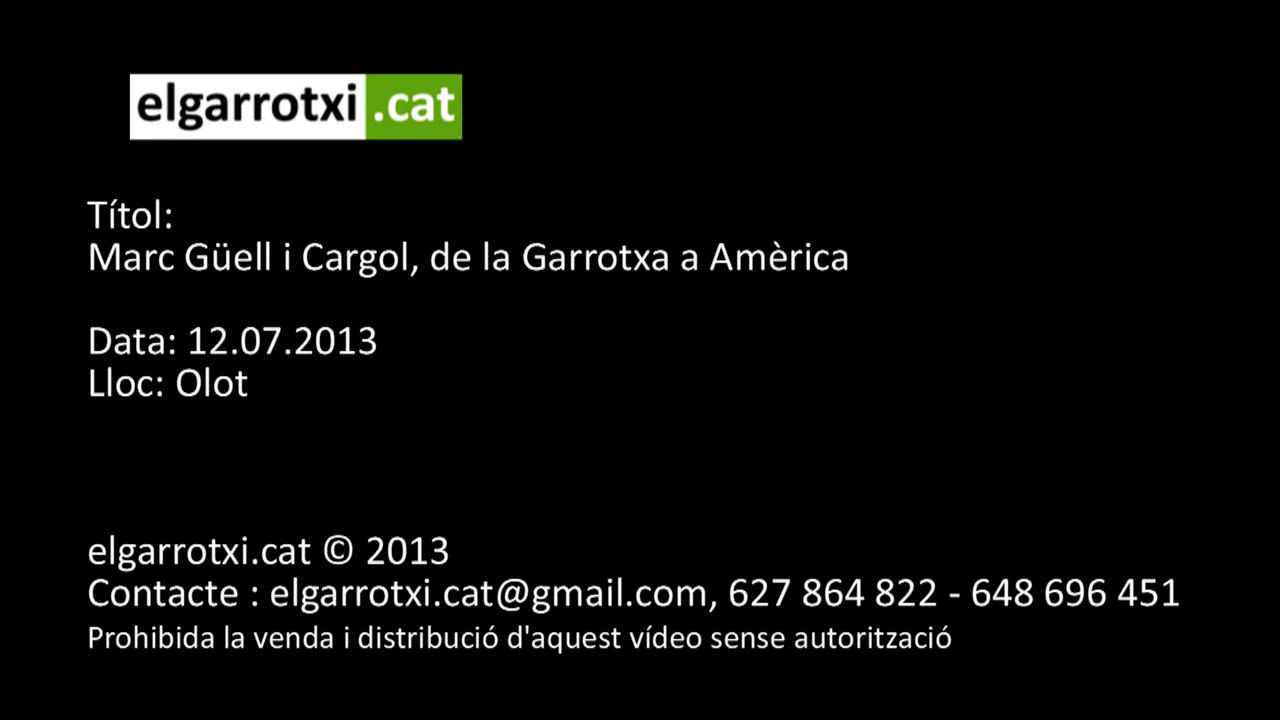 elgarrotxi.cat
Títol:
Marc Güell i Cargol, de la Garrotxa a Amèrica
Data: 12.07.2013
Lloc: Olot
elgarrotxi.cat © 2013
Contacte : elgarrotxi.cat@gmail.com, 627 864 822 - 648 696 451
Prohibida la venda i distribució d'aquest vídeo sense autorització